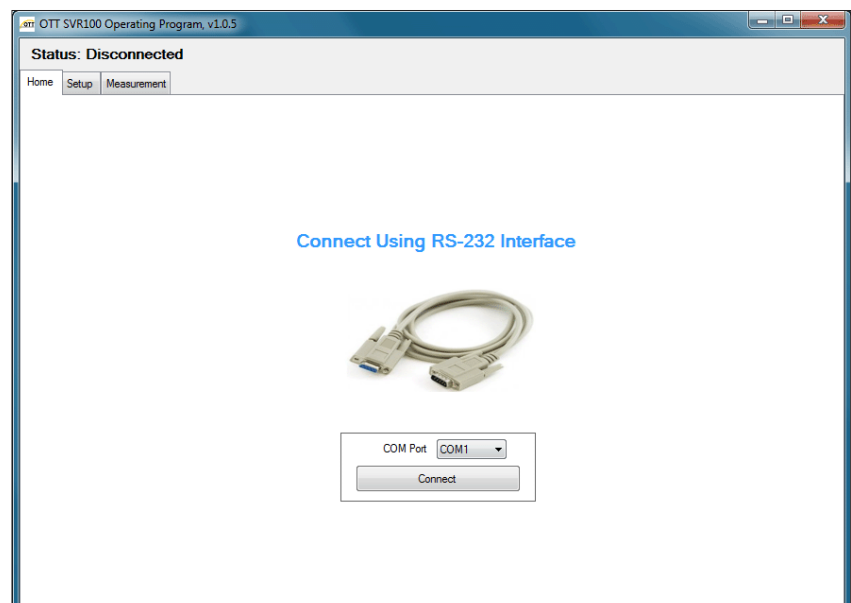 OTT OTT SVR100 Operating Program, v1.0.5
Status: Disconnected
Home Setup Measurement
Connect Using RS-232 Interface
COM Port COM1
Connect